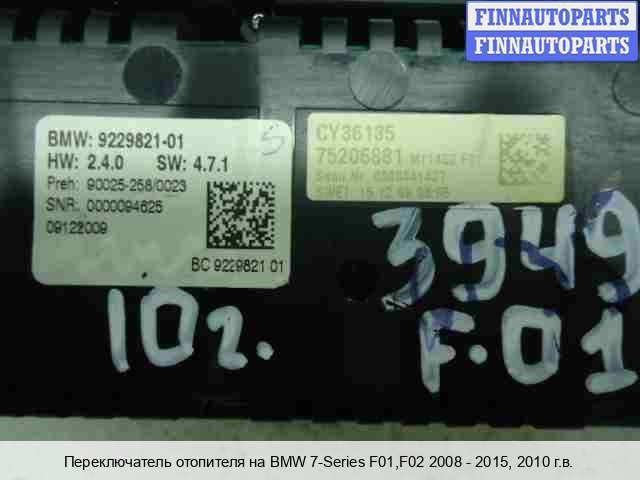 FINNAUTOPARTS
FINNAUTOPARTS
BMW: 9229821-01
HW: 2.4.0 SW: 4.7.1
Preh: 90025-258/0023
SNR: 0000094625
09122009
BC 9229821 01
5
CY36135
75206881
3949
F.01
10г.
Переключатель отопителя на BMW 7-Series F01,F02 2008 - 2015, 2010 г.в.